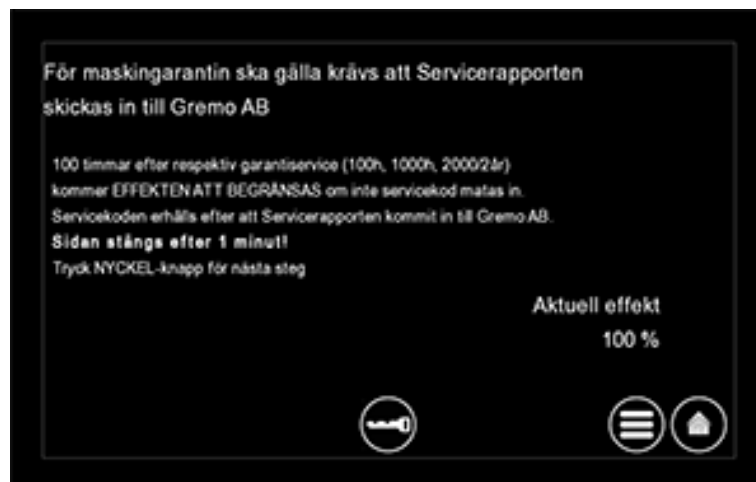 För maskingarantin ska gälla krävs att Servicerapporten
skickas in till Gremo AB
100 timmar efter respektiv garantiservice (100h, 1000h, 2000/2år)
kommer EFFEKTEN ATT BEGRÄNSAS om inte servicekod matas in.
Servicekoden erhålls efter att Servicerapporten kommit in till Gremo AB.
Sidan stängs efter 1 minut!
Tryck NYCKEL-knapp för nästa steg
Aktuell effekt
100 %